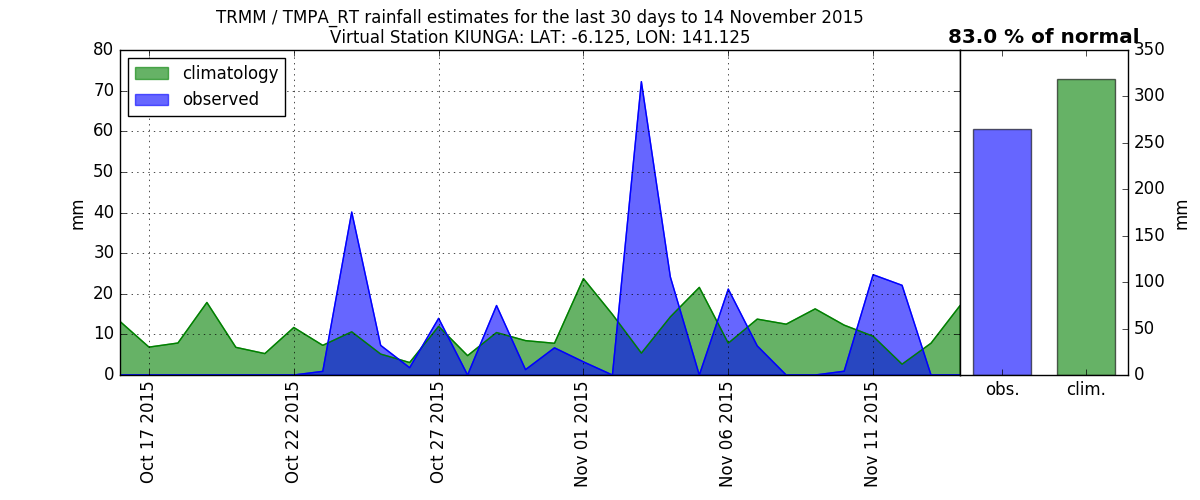 TRMM / TMPA_RT rainfall estimates for the last 30 days to 14 November 2015
Virtual Station KIUNGA: LAT: -6.125, LON: 141.125
83.0 % of normal
climatology
observed
80
70
60
50
40
30
20
10
0
mm
Oct 17 2015
Oct 22 2015
Oct 27 2015
Nov 01 2015
Nov 06 2015
Nov 11 2015
350
300
250
200
150
100
50
0
mm
obs.
clim.